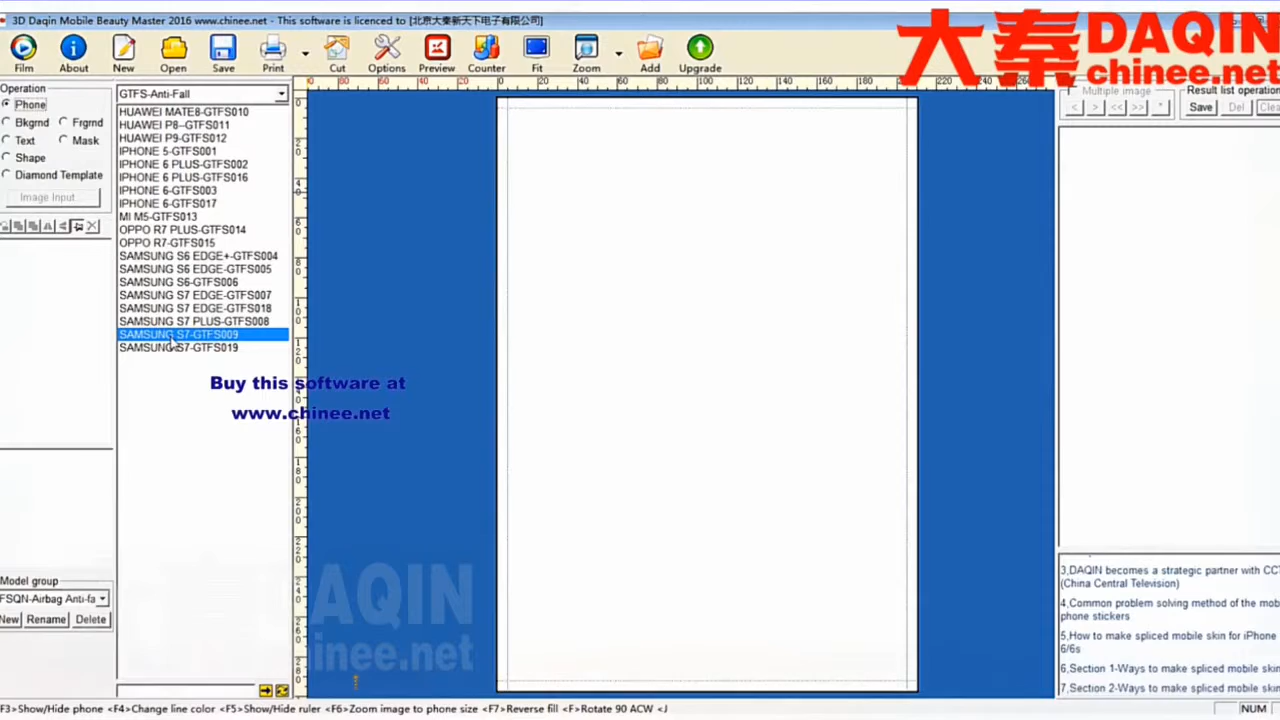 3D Daqin Mobile Beauty Master 2016 www.chinee.net - This software is licenced to [北京大秦新天下电子有限公司]
大秦 DAQIN
chinee.net
Film About New Open Save Print Cut Options Preview Counter Fit Zoom Add Upgrade
Operation
Phone
Bkgrnd Frgrnd
Text Mask
Shape
Diamond Template
Image Input...
GTFS-Anti-Fall
HUAWEI MATE8-GTFS010
HUAWEI P8--GTFS011
HUAWEI P9-GTFS012
IPHONE 5-GTFS001
IPHONE 6 PLUS-GTFS002
IPHONE 6 PLUS-GTFS016
IPHONE 6-GTFS003
IPHONE 6-GTFS017
MI M5-GTFS013
OPPO R7 PLUS-GTFS014
OPPO R7-GTFS015
SAMSUNG S6 EDGE+-GTFS004
SAMSUNG S6 EDGE-GTFS005
SAMSUNG S6-GTFS006
SAMSUNG S7 EDGE-GTFS007
SAMSUNG S7 EDGE-GTFS018
SAMSUNG S7 PLUS-GTFS008
SAMSUNG S7-GTFS009
SAMSUNG S7-GTFS019
Buy this software at
www.chinee.net
DAQIN
inee.net
Model group
FSQN-Airbag Anti-fa
New Rename Delete
Multiple image
< > << >> *
Result list operation
Save Del Clea
3,DAQIN becomes a strategic partner with CCT
(China Central Television)
4,Common problem solving method of the mob
phone stickers
5,How to make spliced mobile skin for iPhone
6/6s
6,Section 1-Ways to make spliced mobile skin
7,Section 2-Ways to make spliced mobile skin
F3>Show/Hide phone <F4>Change line color <F5>Show/Hide ruler <F6>Zoom image to phone size <F7>Reverse fill <F>Rotate 90 ACW <J
NUM